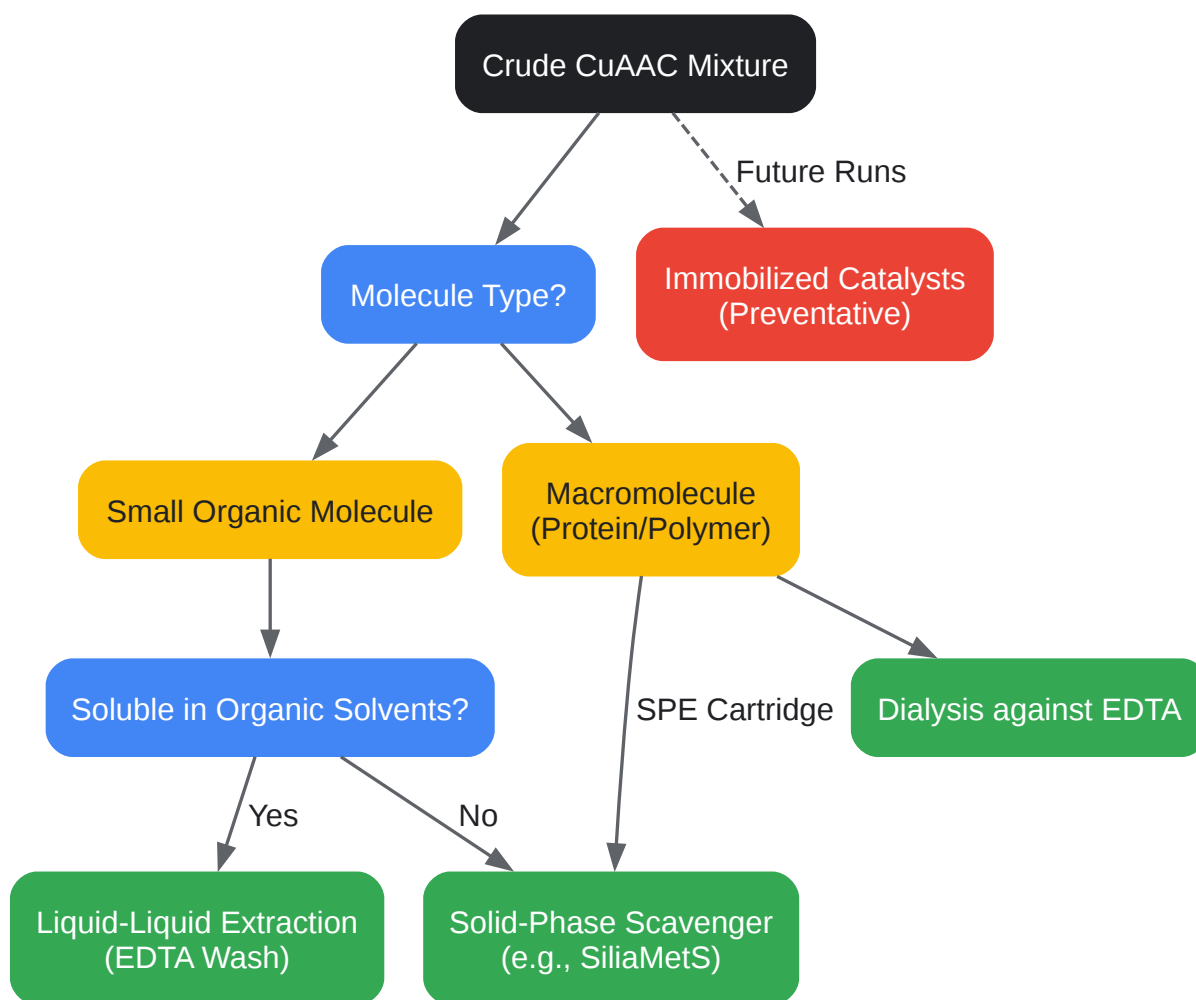 Crude CuAAC Mixture
Future Runs
Molecule Type?
Immobilized Catalysts
(Preventative)
Small Organic Molecule
Macromolecule
(Protein/Polymer)
Soluble in Organic Solvents?
SPE Cartridge
Dialysis against EDTA
Yes
No
Liquid-Liquid Extraction
(EDTA Wash)
Solid-Phase Scavenger
(e.g., SiliaMetS)